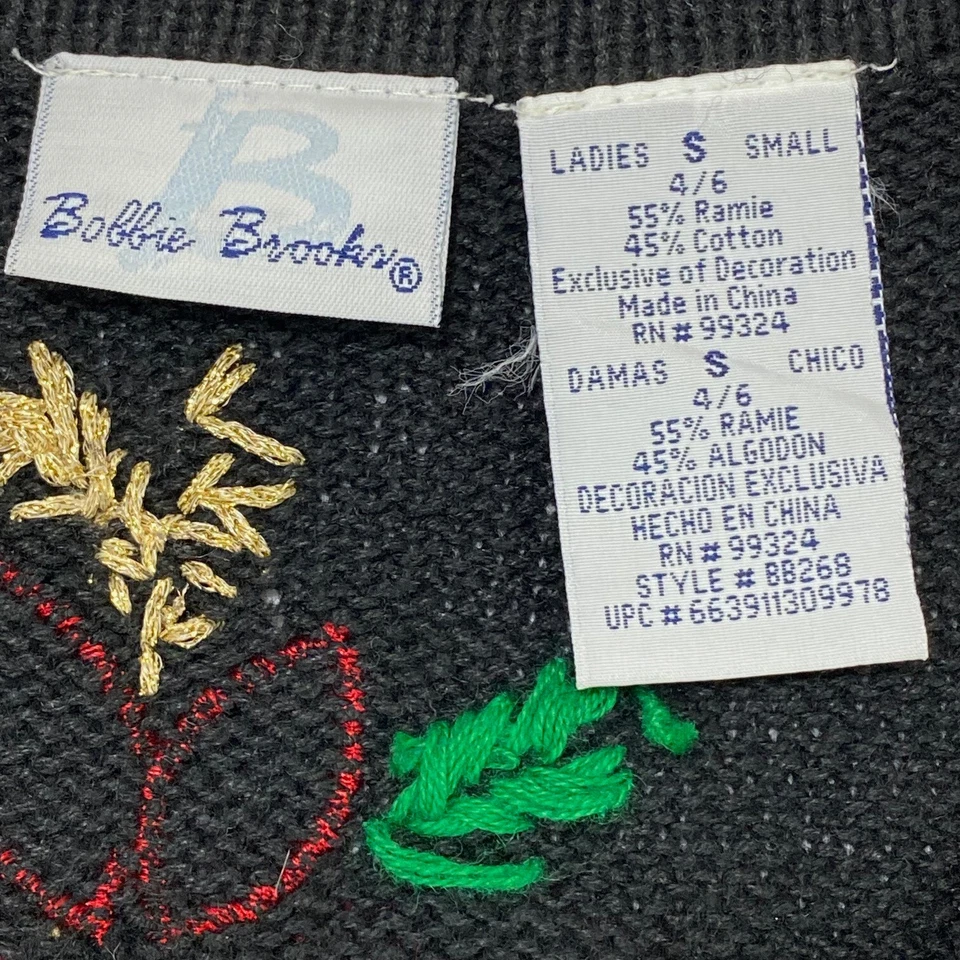 B
Bobbie Brooks®
LADIES S SMALL
4/6
55% Ramie
45% Cotton
Exclusive of Decoration
Made in China
RN # 99324
DAMAS S CHICO
4/6
55% RAMIE
45% ALGODON
DECORACION EXCLUSIVA
HECHO EN CHINA
RN # 99324
STYLE # BB268
UPC # 663911309978